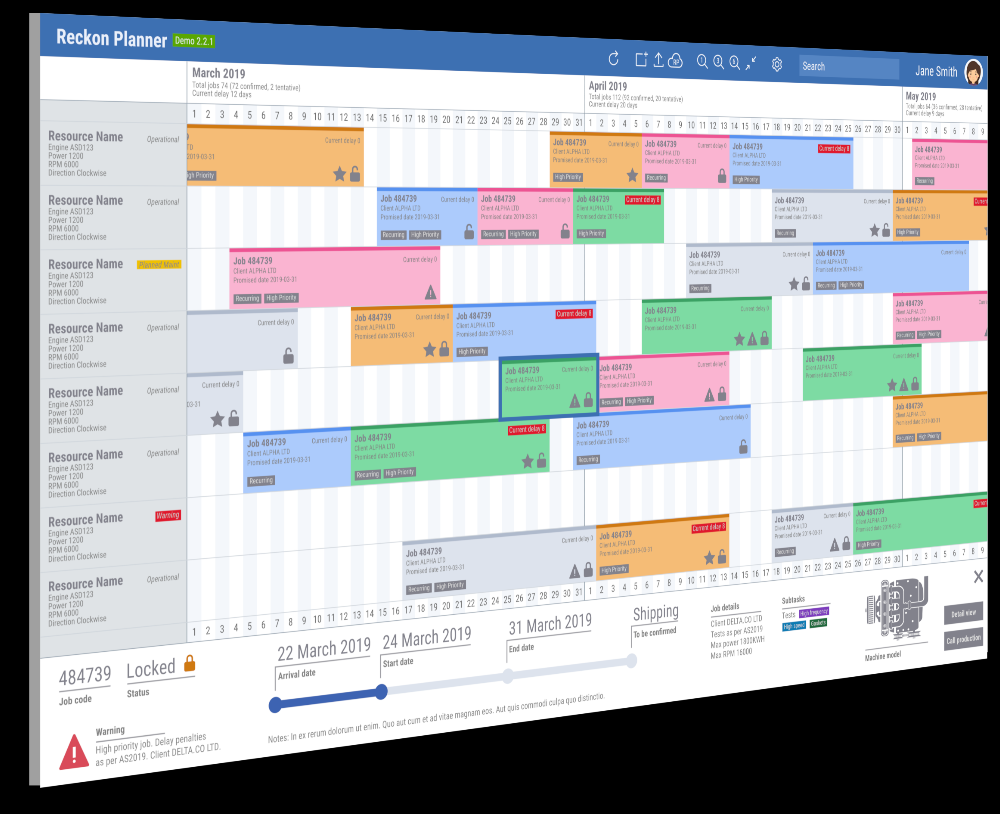 Reckon Planner Demo 2.2.1
RP 1 3 6 Search Jane Smith
March 2019
Total jobs 74 (72 confirmed, 2 tentative)
Current delay 12 days
April 2019
Total jobs 112 (92 confirmed, 20 tentative)
Current delay 20 days
May 2019
Total jobs 64 (36 confirmed, 28 tentative)
Current delay 9 days
1 2 3 4 5 6 7 8 9 10 11 12 13 14 15 16 17 18 19 20 21 22 23 24 25 26 27 28 29 30 31 1 2 3 4 5 6 7 8 9 10 11 12 13 14 15 16 17 18 19 20 21 22 23 24 25 26 27 28 29 30 1 2 3 4 5 6 7 8 9
Resource Name Operational
Engine ASD123
Power 1200
RPM 6000
Direction Clockwise
Current delay 0
TD
2019-03-31
igh Priority
Job 484739 Current delay 0
Client ALPHA LTD
Promised date 2019-03-31
High Priority
Job 484739 Current delay 0
Client ALPHA LTD
Promised date 2019-03-31
Recurring
Job 484739 Current delay 8
Client ALPHA LTD
Promised date 2019-03-31
High Priority
Job 484739
Client ALPHA LTD
Promised date 2019-03-31
Recurring
Resource Name Operational
Engine ASD123
Power 1200
RPM 6000
Direction Clockwise
Job 484739 Current delay 0
Client ALPHA LTD
Promised date 2019-03-31
Recurring High Priority
Job 484739 Current delay 0
Client ALPHA LTD
Promised date 2019-03-31
Recurring High Priority
Job 484739 Current delay 8
Client ALPHA LTD
Promised date 2019-03-31
High Priority
Job 484739 Current delay 0
Client ALPHA LTD
Promised date 2019-03-31
Recurring
Job 484739 Current
Client ALPHA LTD
Promised date 2019-03-31
High Priority
Resource Name Planned Maint
Engine ASD123
Power 1200
RPM 6000
Direction Clockwise
Job 484739 Current delay 0
Client ALPHA LTD
Promised date 2019-03-31
Recurring High Priority
Job 484739 Current delay 0
Client ALPHA LTD
Promised date 2019-03-31
Recurring
Job 484739 Current delay 0
Client ALPHA LTD
Promised date 2019-03-31
Recurring High Priority
Resource Name Operational
Engine ASD123
Power 1200
RPM 6000
Direction Clockwise
Current delay 0
Job 484739 Current delay 0
Client ALPHA LTD
Promised date 2019-03-31
Job 484739 Current delay 8
Client ALPHA LTD
Promised date 2019-03-31
High Priority
Job 484739 Current delay 0
Client ALPHA LTD
Promised date 2019-03-31
Job 484739 Curre
Client ALPHA LTD
Promised date 2019-03-31
Recurring High Priority
Resource Name Operational
Engine ASD123
Power 1200
RPM 6000
Direction Clockwise
Current delay 0
03-31
Job 484739 Current delay 0
Client ALPHA LTD
Promised date 2019-03-31
Job 484739 Current delay 0
Client ALPHA LTD
Promised date 2019-03-31
Recurring High Priority
Job 484739 Current delay 0
Client ALPHA LTD
Promised date 2019-03-31
Resource Name Operational
Engine ASD123
Power 1200
RPM 6000
Direction Clockwise
Job 484739 Current delay 0
Client ALPHA LTD
Promised date 2019-03-31
Recurring
Job 484739 Current delay 8
Client ALPHA LTD
Promised date 2019-03-31
Recurring High Priority
Job 484739 Current delay 0
Client ALPHA LTD
Promised date 2019-03-31
Recurring
Job 484739
Client ALPHA LTD
Promised date 2019-03-31
Recurring High Priority
Resource Name Warning
Engine ASD123
Power 1200
RPM 6000
Direction Clockwise
Resource Name Operational
Engine ASD123
Power 1200
RPM 6000
Direction Clockwise
Job 484739 Current delay 0
Client ALPHA LTD
Promised date 2019-03-31
Recurring High Priority
Job 484739 Current delay 8
Client ALPHA LTD
Promised date 2019-03-31
High Priority
Job 484739 Current delay 0
Client ALPHA LTD
Promised date 2019-03-31
Recurring
Job 484739 Current
Client ALPHA LTD
Promised date 2019-03-31
High Priority
1 2 3 4 5 6 7 8 9 10 11 12 13 14 15 16 17 18 19 20 21 22 23 24 25 26 27 28 29 30 31 1 2 3 4 5 6 7 8 9 10 11 12 13 14 15 16 17 18 19 20 21 22 23 24 25 26 27 28 29 30 1 2 3 4 5 6 7 8 9
484739
Job code
Locked
Status
22 March 2019
Arrival date
24 March 2019
Start date
31 March 2019
End date
Shipping
To be confirmed
Job details
Client DELTA.CO LTD
Tests as per AS2019
Max power 1800KWH
Max RPM 16000
Subtasks
Tests High frequency
High speed Gaskets
Machine model
Detail view
Call production
Warning
High priority job. Delay penalties
as per AS2019. Client DELTA.CO LTD.
Notes: In ex rerum dolorum ut enim. Quo aut cum et ad vitae magnam eos. Aut quis commodi culpa quo distinctio.